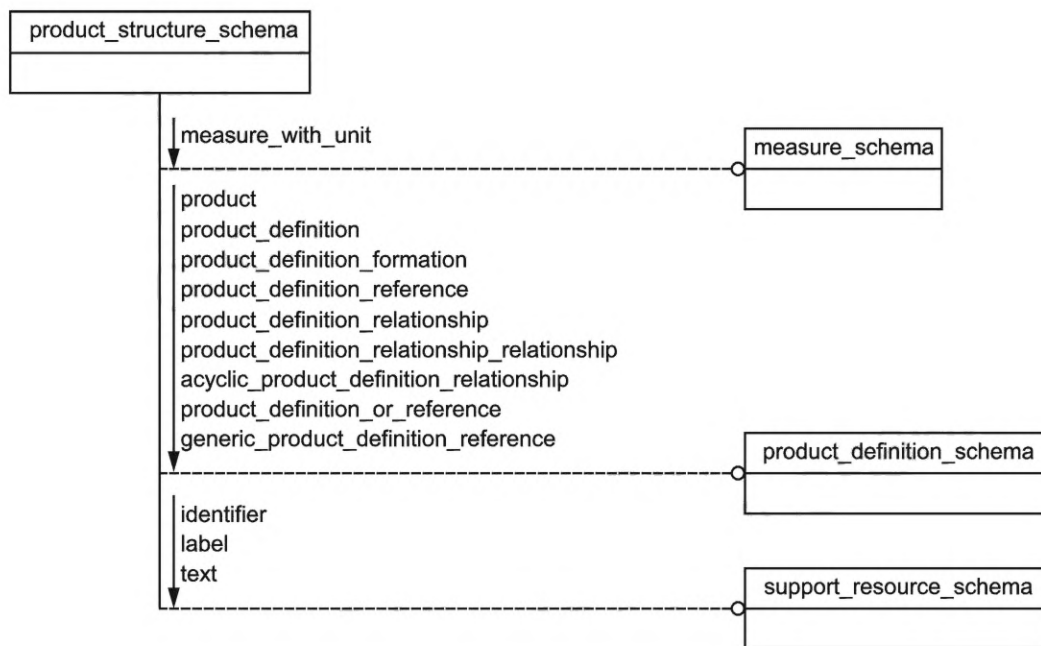 product_structure_schema
measure_with_unit
measure_schema
product
product_definition
product_definition_formation
product_definition_reference
product_definition_relationship
product_definition_relationship_relationship
acyclic_product_definition_relationship
product_definition_or_reference
generic_product_definition_reference
product_definition_schema
identifier
label
text
support_resource_schema